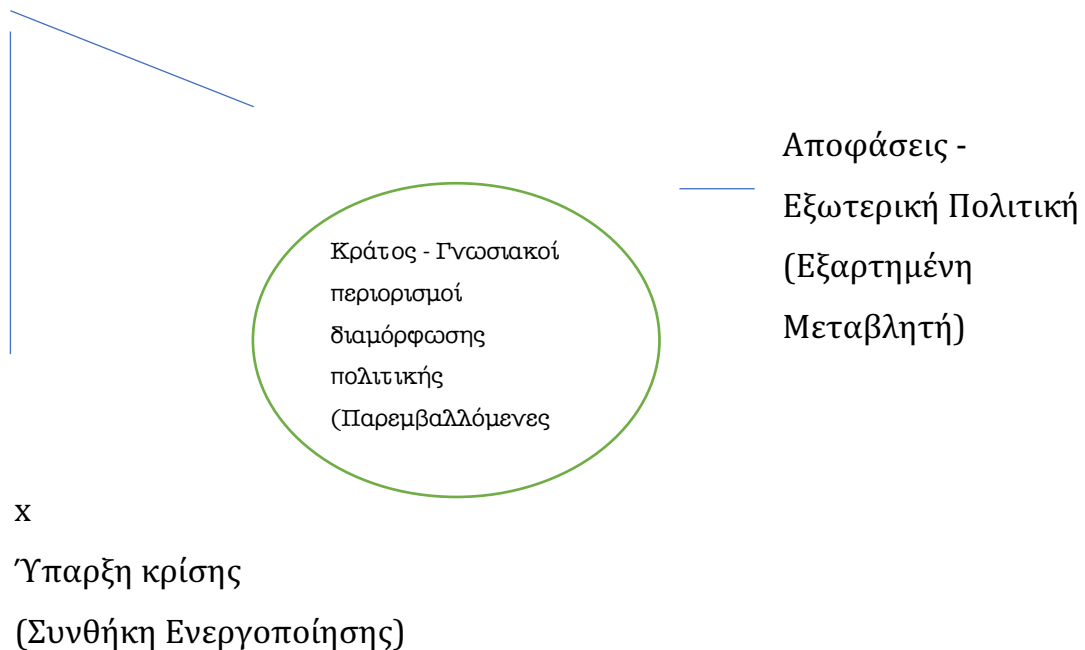 Αποφάσεις -
Εξωτερική Πολιτική
(Εξαρτημένη
Μεταβλητή)
Κράτος - Γνωσιακοί
περιορισμοί
διαμόρφωσης
πολιτικής
(Παρεμβαλλόμενες
x
Ύπαρξη κρίσης
(Συνθήκη Ενεργοποίησης)